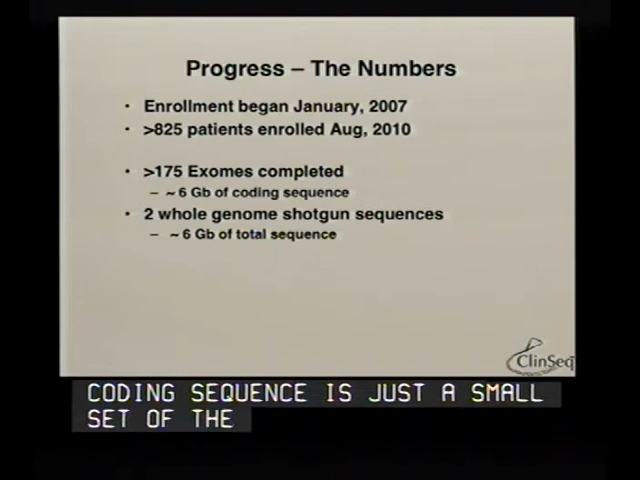 Progress – The Numbers
• Enrollment began January, 2007
• >825 patients enrolled Aug, 2010
• >175 Exomes completed
– ~ 6 Gb of coding sequence
• 2 whole genome shotgun sequences
– ~ 6 Gb of total sequence
ClinSeq
CODING SEQUENCE IS JUST A SMALL
SET OF THE